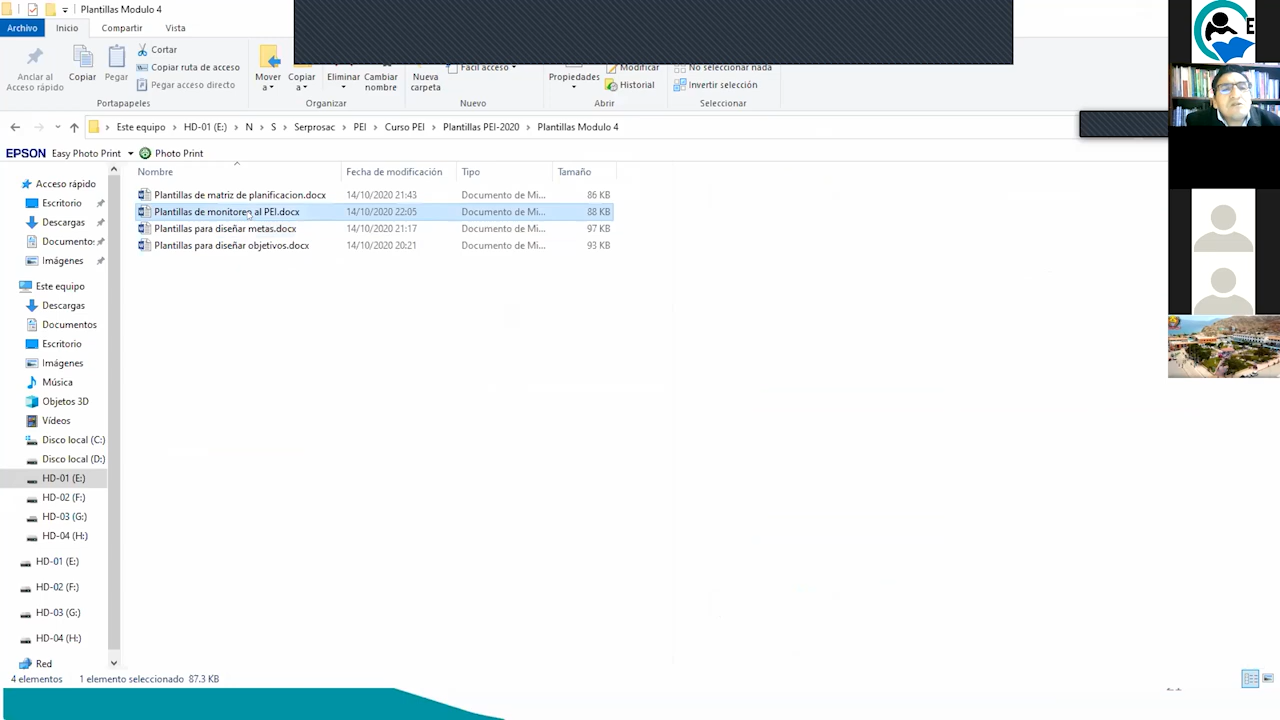 Plantillas Modulo 4
Archivo
Inicio
Compartir
Vista
Anclar al
Acceso rápido
Copiar
Pegar
Cortar
Copiar ruta de acceso
Pegar acceso directo
Portapapeles
Mover
a
Copiar
a
Eliminar
Cambiar
nombre
Organizar
Nueva
carpeta
Fácil acceso
Nuevo
Propiedades
Modificar
Historial
Abrir
No seleccionar nada
Invertir selección
Seleccionar
Este equipo
HD-01 (E:)
N
S
Serprosac
PEI
Curso PEI
Plantillas PEI-2020
Plantillas Modulo 4
EPSON Easy Photo Print Photo Print
Nombre Fecha de modificación Tipo Tamaño
Plantillas de matriz de planificacion.docx 14/10/2020 21:43 Documento de Mi... 86 KB
Plantillas de monitoreo al PEI.docx 14/10/2020 22:05 Documento de Mi... 88 KB
Plantillas para diseñar metas.docx 14/10/2020 21:17 Documento de Mi... 97 KB
Plantillas para diseñar objetivos.docx 14/10/2020 20:21 Documento de Mi... 93 KB
Acceso rápido
Escritorio
Descargas
Documentos
Imágenes
Este equipo
Descargas
Documentos
Escritorio
Imágenes
Música
Objetos 3D
Vídeos
Disco local (C:)
Disco local (D:)
HD-01 (E:)
HD-02 (F:)
HD-03 (G:)
HD-04 (H:)
HD-01 (E:)
HD-02 (F:)
HD-03 (G:)
HD-04 (H:)
Red
4 elementos 1 elemento seleccionado 87.3 KB
E